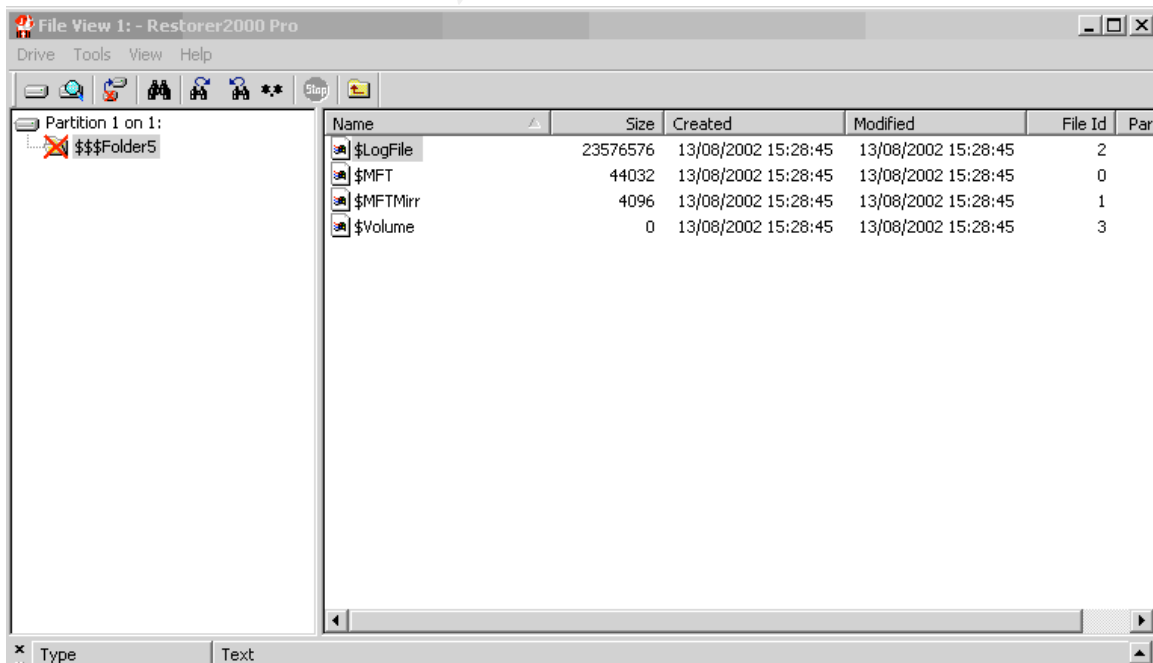 File View 1: - Restorer2000 Pro
Drive Tools View Help
*.* Stop
Partition 1 on 1:
$$$Folder5
Name Size Created Modified File Id Par
$LogFile 23576576 13/08/2002 15:28:45 13/08/2002 15:28:45 2
$MFT 44032 13/08/2002 15:28:45 13/08/2002 15:28:45 0
$MFTMirr 4096 13/08/2002 15:28:45 13/08/2002 15:28:45 1
$Volume 0 13/08/2002 15:28:45 13/08/2002 15:28:45 3
Type Text